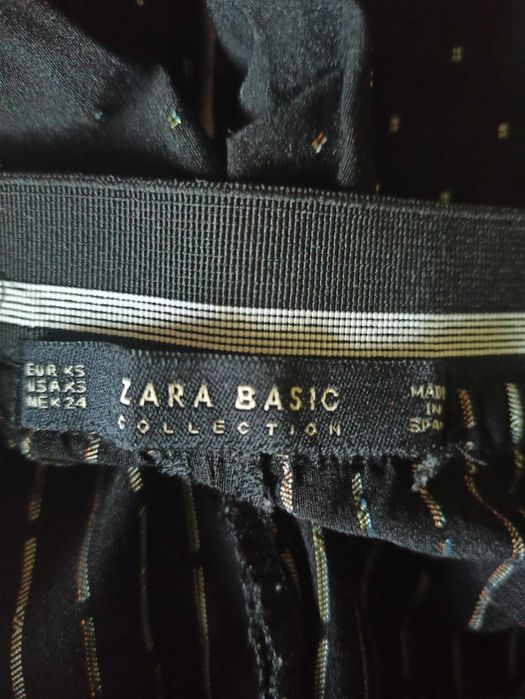 EUR XS
USA XS
MEX 24
ZARA BASIC
COLLECTION
MADE
IN
SPAIN